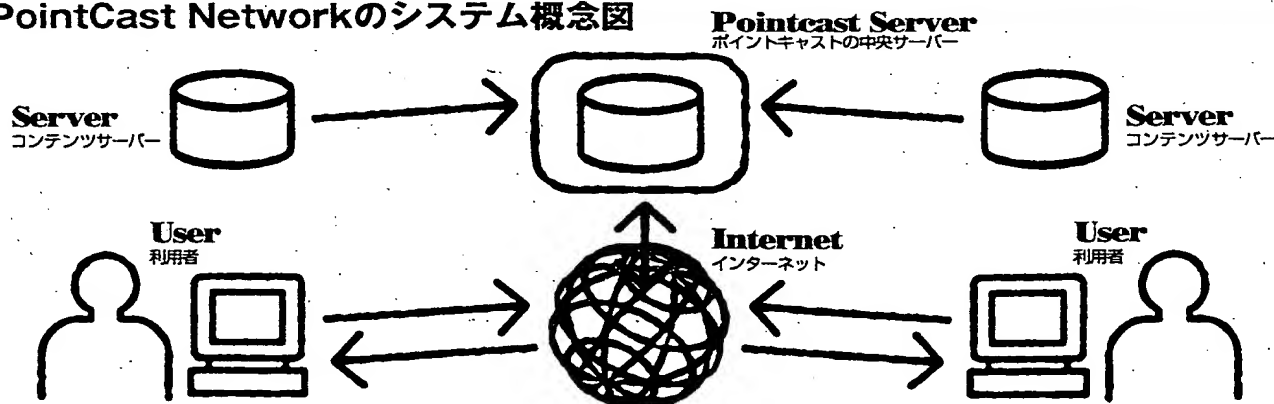 PointCast Networkのシステム概念図
Pointcast Server
ポイントキャストの中央サーバー
Server
コンテンツサーバー
Server
コンテンツサーバー
User
利用者
Internet
インターネット
User
利用者